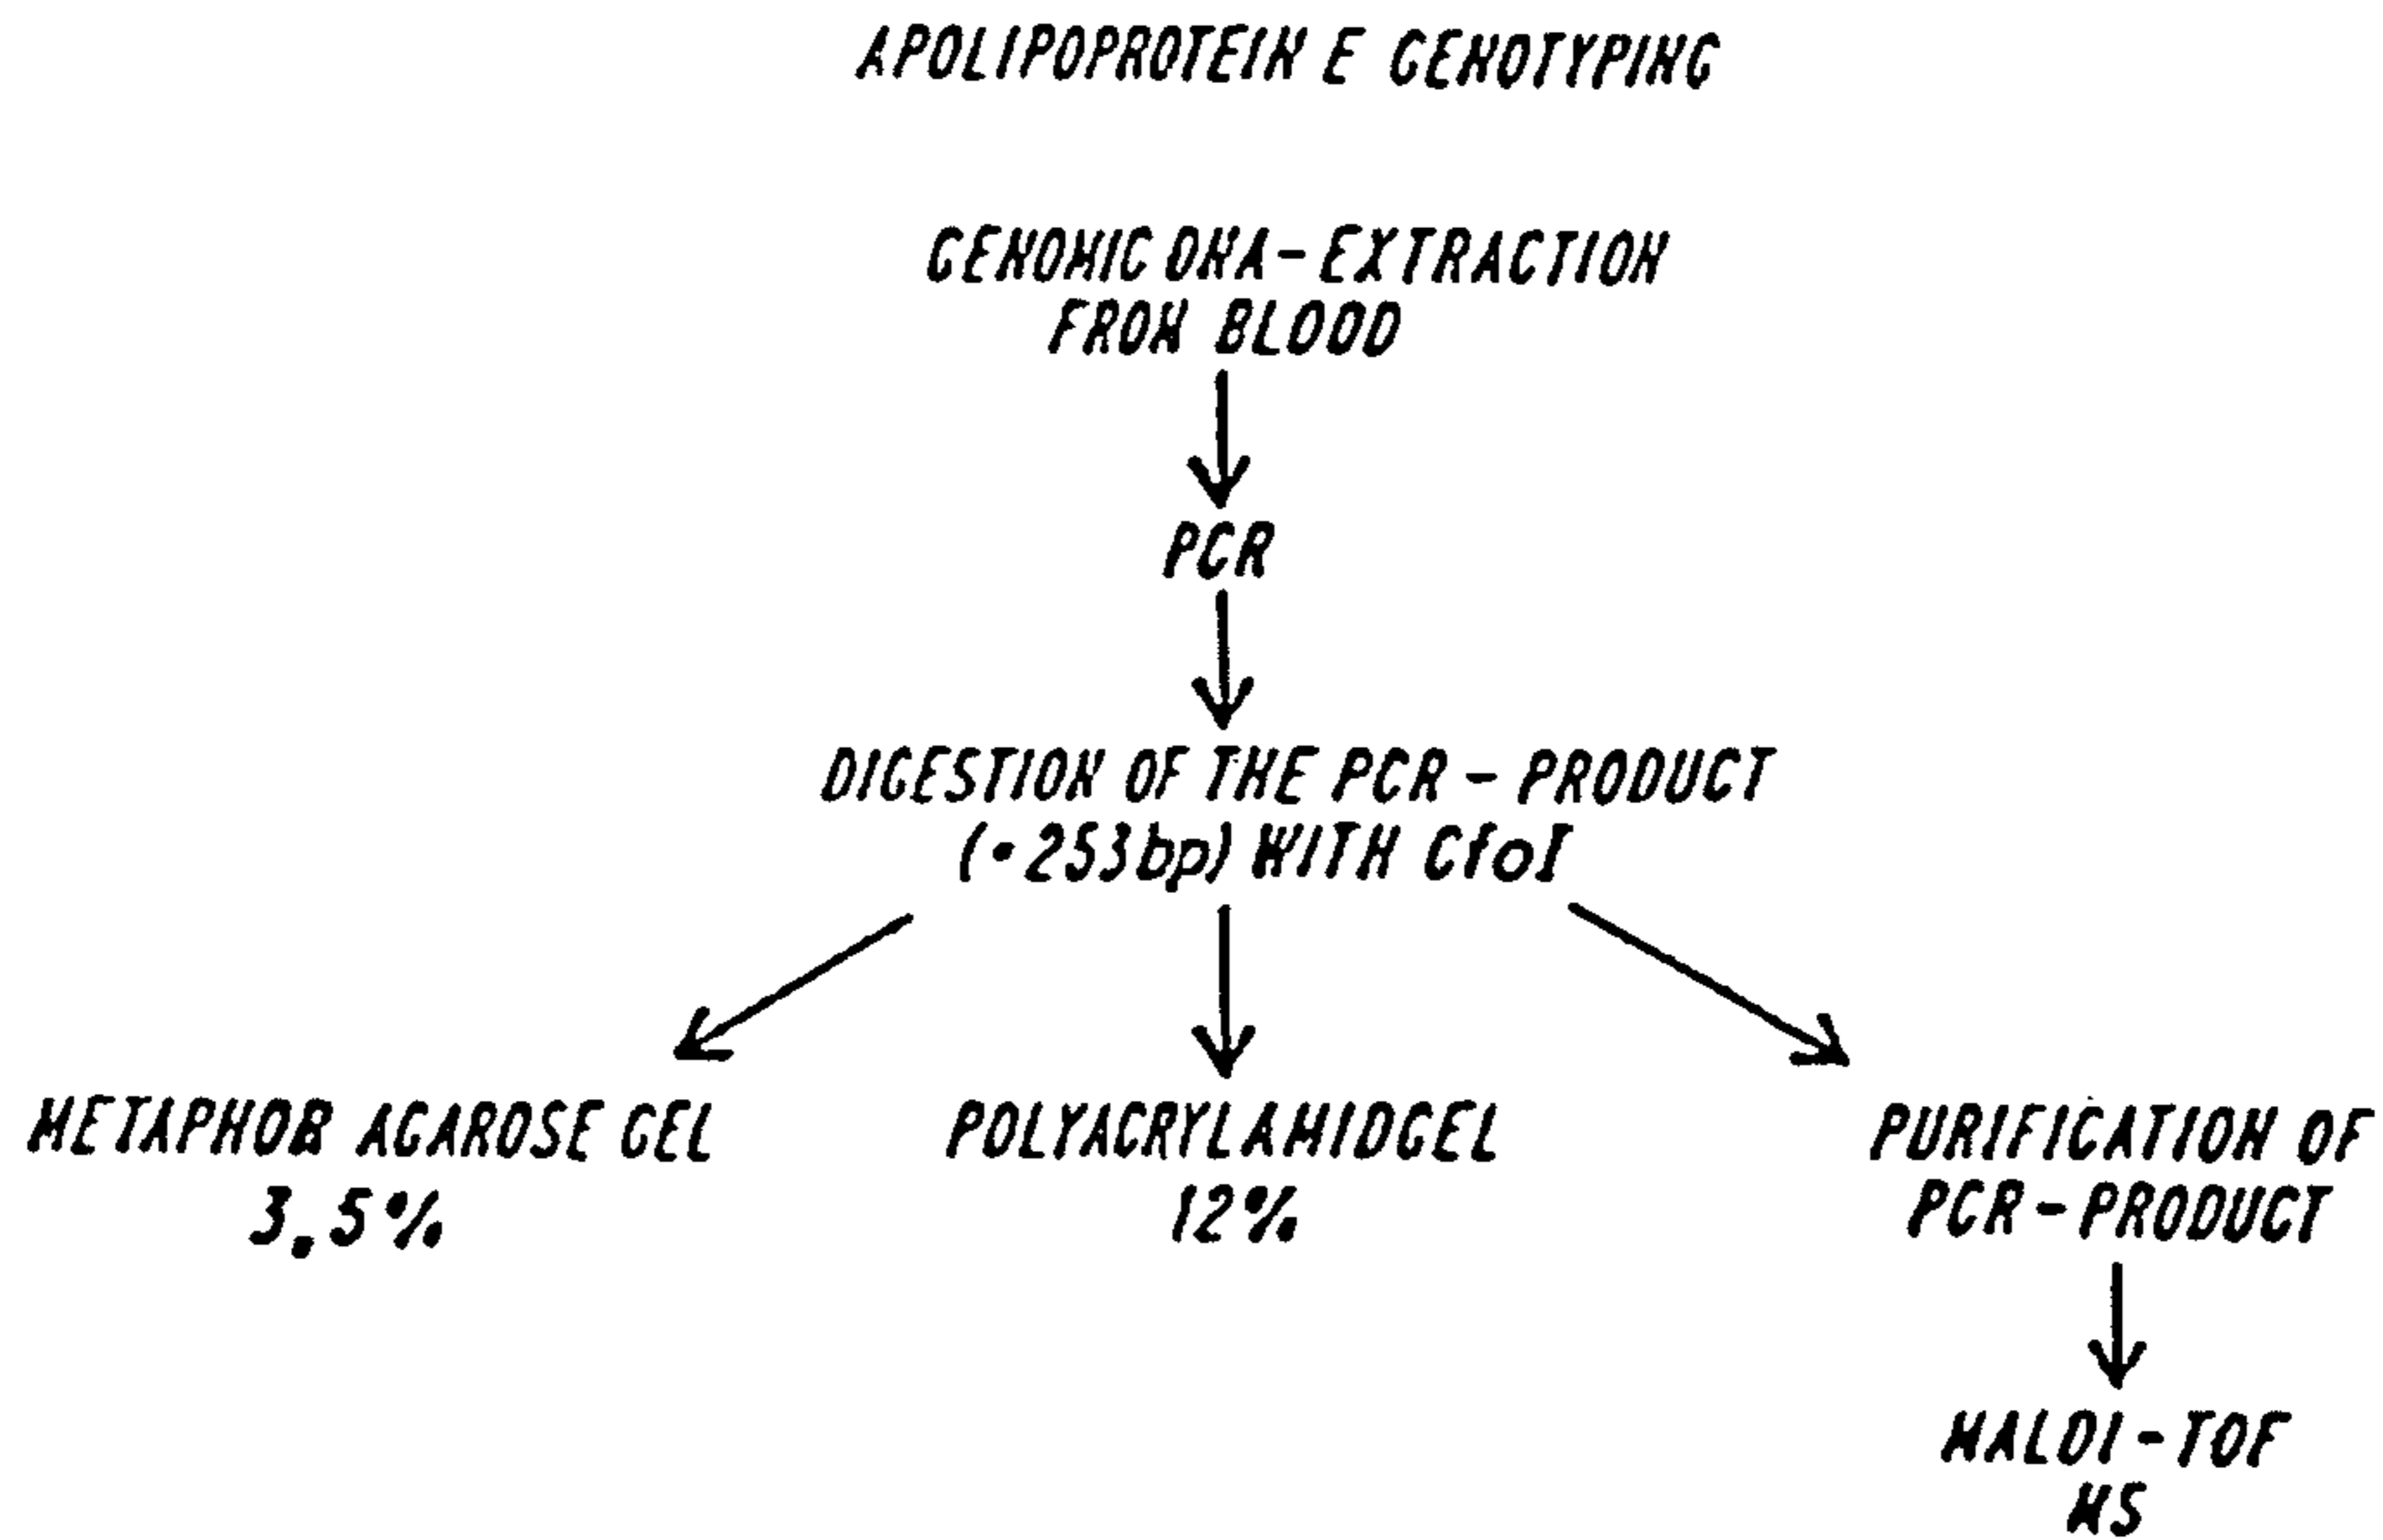 APOLIPOPROTEIN E GENOTYPING
GENOMIC DNA-EXTRACTION
FROM BLOOD
PCR
DIGESTION OF THE PCR - PRODUCT
(•253bp) WITH CfoI
METAPHOR AGAROSE GEL
3,5%
POLYACRYLAMIDGEL
12%
PURIFICATION OF
PCR-PRODUCT
MALDI-TOF
MS